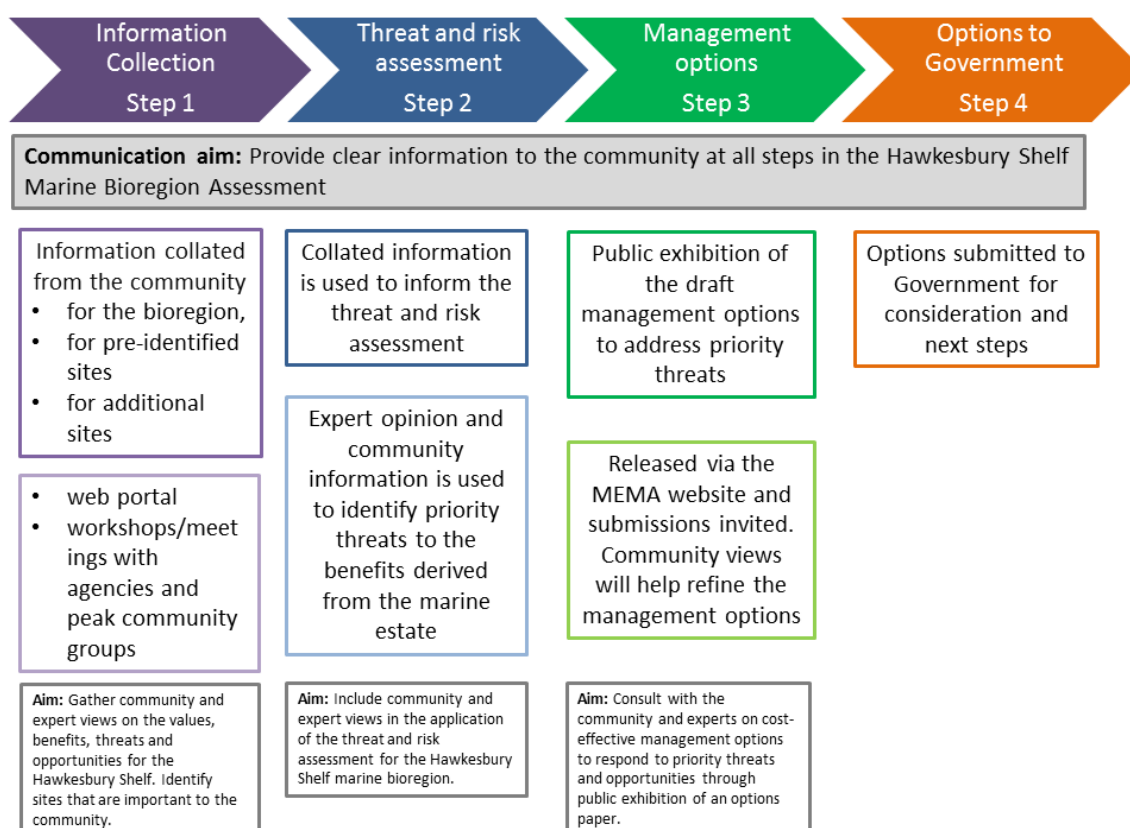 Information
Collection
Step 1
Threat and risk
assessment
Step 2
Management
options
Step 3
Options to
Government
Step 4
Communication aim: Provide clear information to the community at all steps in the Hawkesbury Shelf
Marine Bioregion Assessment
Information collated
from the community
• for the bioregion,
• for pre-identified
sites
• for additional
sites
• web portal
• workshops/meet
ings with
agencies and
peak community
groups
Aim: Gather community and
expert views on the values,
benefits, threats and
opportunities for the
Hawkesbury Shelf. Identify
sites that are important to the
community.
Collated information
is used to inform the
threat and risk
assessment
Expert opinion and
community
information is used
to identify priority
threats to the
benefits derived
from the marine
estate
Aim: Include community and
expert views in the application
of the threat and risk
assessment for the Hawkesbury
Shelf marine bioregion.
Public exhibition of
the draft
management options
to address priority
threats
Released via the
MEMA website and
submissions invited.
Community views
will help refine the
management options
Aim: Consult with the
community and experts on cost-
effective management options
to respond to priority threats
and opportunities through
public exhibition of an options
paper.
Options submitted to
Government for
consideration and
next steps